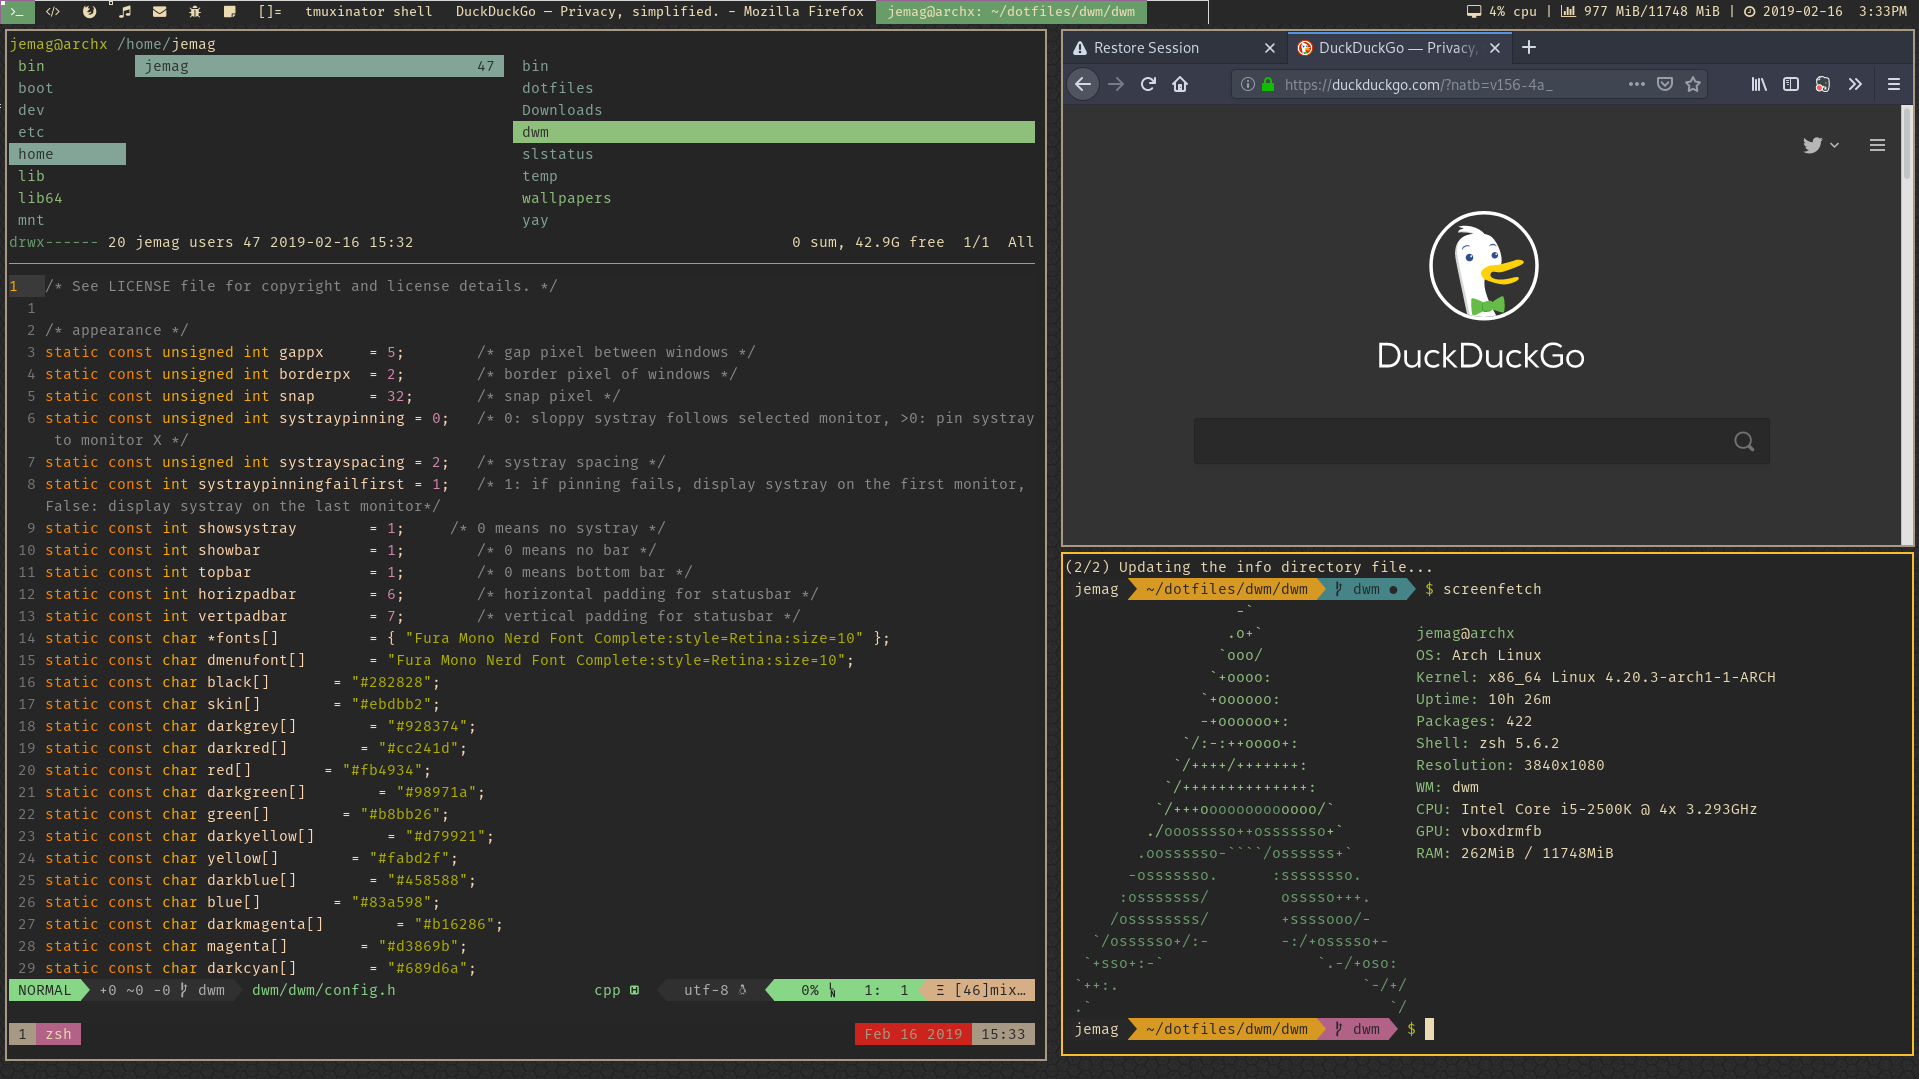 >_ </> []= tmuxinator shell DuckDuckGo — Privacy, simplified. - Mozilla Firefox jemag@archx: ~/dotfiles/dwm/dwm 4% cpu | 977 MiB/11748 MiB | 2019-02-16 3:33PM
jemag@archx /home/jemag
bin jemag 47 bin
boot dotfiles
dev Downloads
etc dwm
home slstatus
lib temp
lib64 wallpapers
mnt yay
drwx------ 20 jemag users 47 2019-02-16 15:32 0 sum, 42.9G free 1/1 All
1 /* See LICENSE file for copyright and license details. */
1
2 /* appearance */
3 static const unsigned int gappx = 5; /* gap pixel between windows */
4 static const unsigned int borderpx = 2; /* border pixel of windows */
5 static const unsigned int snap = 32; /* snap pixel */
6 static const unsigned int systraypinning = 0; /* 0: sloppy systray follows selected monitor, >0: pin systray
to monitor X */
7 static const unsigned int systrayspacing = 2; /* systray spacing */
8 static const int systraypinningfailfirst = 1; /* 1: if pinning fails, display systray on the first monitor,
False: display systray on the last monitor*/
9 static const int showsystray = 1; /* 0 means no systray */
10 static const int showbar = 1; /* 0 means no bar */
11 static const int topbar = 1; /* 0 means bottom bar */
12 static const int horizpadbar = 6; /* horizontal padding for statusbar */
13 static const int vertpadbar = 7; /* vertical padding for statusbar */
14 static const char *fonts[] = { "Fura Mono Nerd Font Complete:style=Retina:size=10" };
15 static const char dmenufont[] = "Fura Mono Nerd Font Complete:style=Retina:size=10";
16 static const char black[] = "#282828";
17 static const char skin[] = "#ebdbb2";
18 static const char darkgrey[] = "#928374";
19 static const char darkred[] = "#cc241d";
20 static const char red[] = "#fb4934";
21 static const char darkgreen[] = "#98971a";
22 static const char green[] = "#b8bb26";
23 static const char darkyellow[] = "#d79921";
24 static const char yellow[] = "#fabd2f";
25 static const char darkblue[] = "#458588";
26 static const char blue[] = "#83a598";
27 static const char darkmagenta[] = "#b16286";
28 static const char magenta[] = "#d3869b";
29 static const char darkcyan[] = "#689d6a";
NORMAL +0 ~0 -0 dwm dwm/dwm/config.h cpp utf-8 0% 1: 1 Ξ [46]mix…
1 zsh Feb 16 2019 15:33
Restore Session DuckDuckGo — Privacy,
https://duckduckgo.com/?natb=v156-4a_
DuckDuckGo
(2/2) Updating the info directory file...
jemag ~/dotfiles/dwm/dwm dwm ● $ screenfetch
-`
.o+` jemag@archx
`ooo/ OS: Arch Linux
`+oooo: Kernel: x86_64 Linux 4.20.3-arch1-1-ARCH
`+oooooo: Uptime: 10h 26m
-+oooooo+: Packages: 422
`/:-:++oooo+: Shell: zsh 5.6.2
`/++++/+++++++: Resolution: 3840x1080
`/++++++++++++++: WM: dwm
`/+++ooooooooooooo/` CPU: Intel Core i5-2500K @ 4x 3.293GHz
./ooosssso++osssssso+` GPU: vboxdrmfb
.oossssso-````/ossssss+` RAM: 262MiB / 11748MiB
-osssssso. :ssssssso.
:osssssss/ osssso+++.
/ossssssss/ +ssssooo/-
`/ossssso+/:- -:/+osssso+-
`+sso+:-` `.-/+oso:
`++:. `-/+/
.` `/
jemag ~/dotfiles/dwm/dwm dwm $